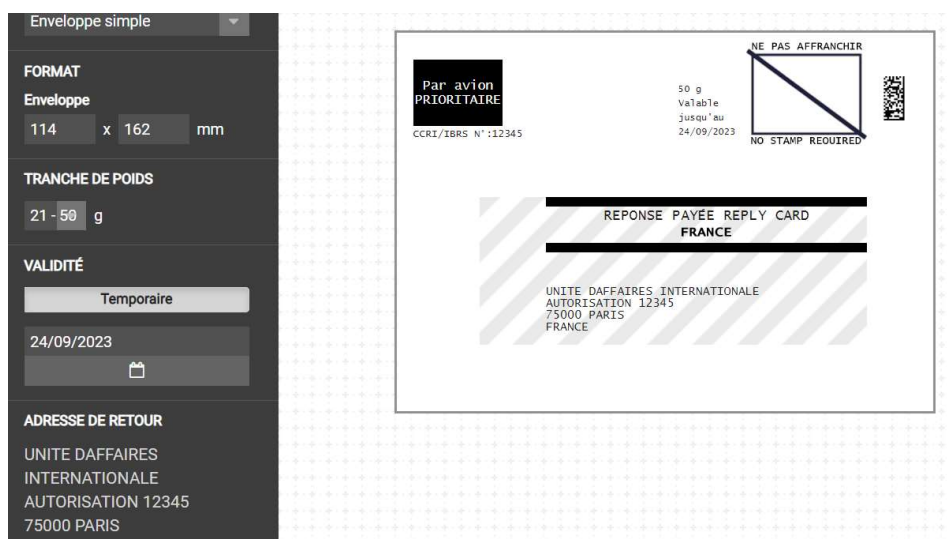 Enveloppe simple
FORMAT
Enveloppe
114 x 162 mm
TRANCHE DE POIDS
21 - 50 g
VALIDITÉ
Temporaire
24/09/2023
ADRESSE DE RETOUR
UNITE DAFFAIRES
INTERNATIONALE
AUTORISATION 12345
75000 PARIS
Par avion
PRIORITAIRE
CCRI/IBRS N°:12345
50 g
Valable
jusqu'au
24/09/2023
NE PAS AFFRANCHIR
NO STAMP REQUIRED
REPONSE PAYÉE REPLY CARD
FRANCE
UNITE DAFFAIRES INTERNATIONALE
AUTORISATION 12345
75000 PARIS
FRANCE